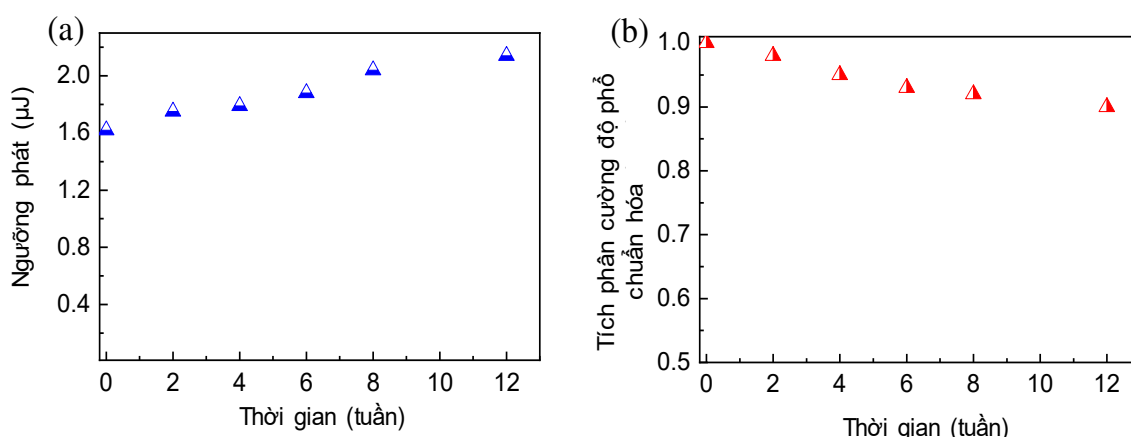 (a)
Ngưỡng phát (μJ)
2.0
1.6
1.2
0.8
0.4
0 2 4 6 8 10 12
Thời gian (tuần)
(b)
Tích phân cường độ phổ
chuẩn hóa
1.0
0.9
0.8
0.7
0.6
0.5
0 2 4 6 8 10 12
Thời gian (tuần)